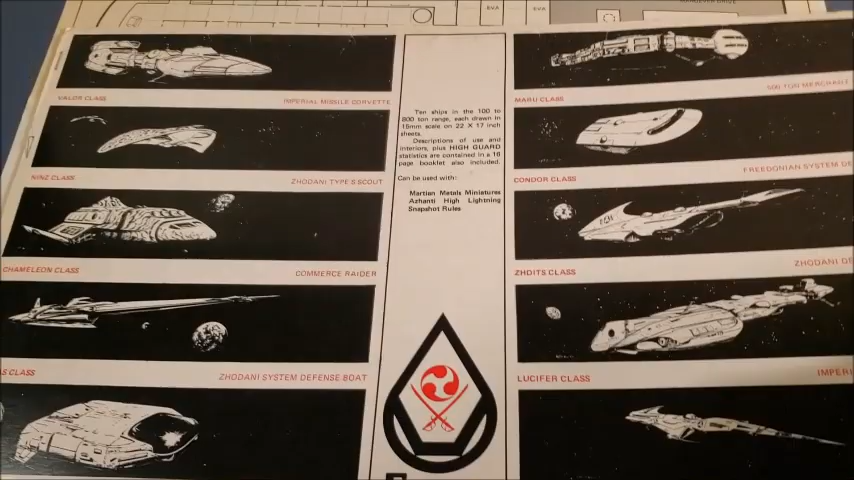 EVA
EVA
VALOR CLASS
IMPERIAL MISSILE CORVETTE
NINZ CLASS
ZHODANI TYPE S SCOUT
CHAMELEON CLASS
COMMERCE RAIDER
S CLASS
ZHODANI SYSTEM DEFENSE BOAT
Ten ships in the 100 to
800 ton range, each drawn in
15mm scale on 22 X 17 inch
sheets.
Descriptions of use and
interiors, plus HIGH GUARD
statistics are contained in a 16
page booklet also included.
Can be used with:
Martian Metals Miniatures
Azhanti High Lightning
Snapshot Rules
MARU CLASS
TON
CONDOR CLASS
FREEDONIAN SYSTEM DE
ZHDITS CLASS
ZHODANI DE
LUCIFER CLASS
IMPERI